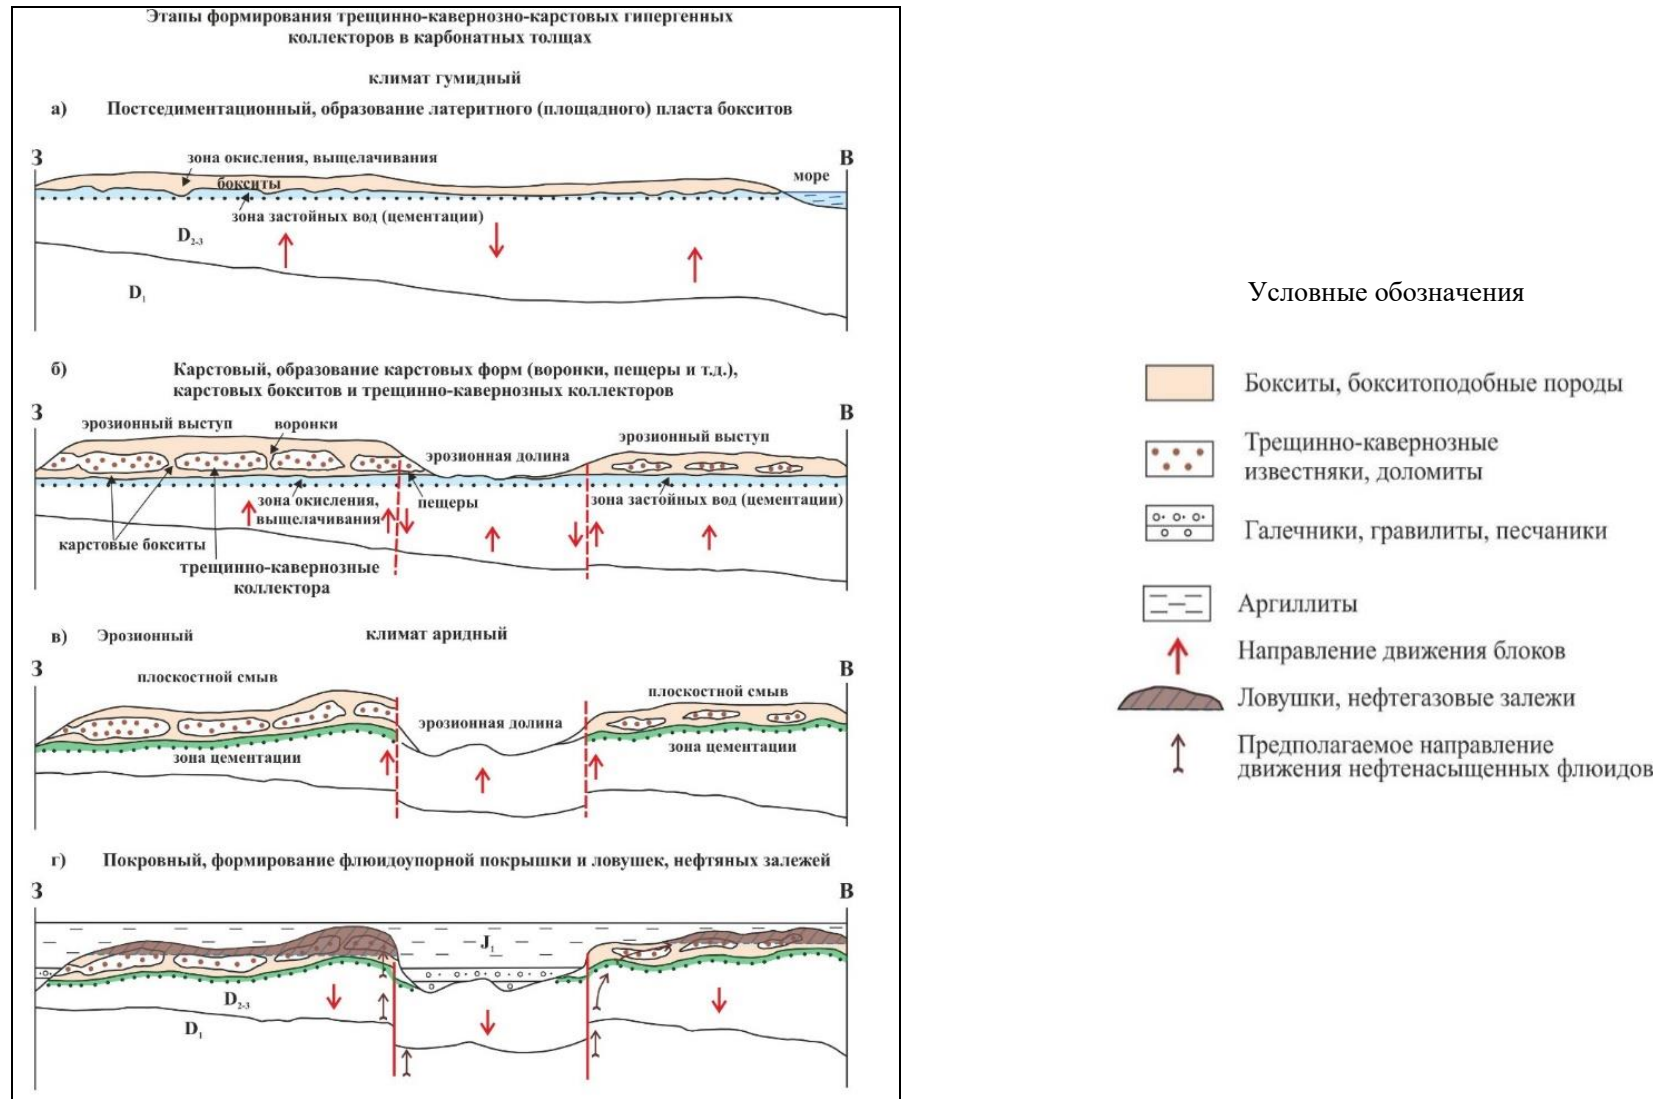 Этапы формирования трещинно-кавернозно-карстовых гипергенных
коллекторов в карбонатных толщах
климат гумидный
а) Постседиментационный, образование латеритного (площадного) пласта бокситов
З
В
зона окисления, выщелачивания
море
бокситы
зона застойных вод (цементации)
D2-3
D1
б) Карстовый, образование карстовых форм (воронки, пещеры и т.д.),
карстовых бокситов и трещинно-кавернозных коллекторов
З
В
эрозионный выступ
воронки
эрозионный выступ
эрозионная долина
зона окисления,
выщелачивания
пещеры
зона застойных вод (цементации)
карстовые бокситы
трещинно-кавернозные
коллектора
в) Эрозионный
климат аридный
З
В
плоскостной смыв
плоскостной смыв
эрозионная долина
зона цементации
зона цементации
г) Покровный, формирование флюидоупорной покрышки и ловушек, нефтяных залежей
З
В
J1
D2-3
D1
Условные обозначения
Бокситы, бокситоподобные породы
Трещинно-кавернозные
известняки, доломиты
Галечники, гравилиты, песчаники
Аргиллиты
Направление движения блоков
Ловушки, нефтегазовые залежи
Предполагаемое направление
движения нефтенасыщенных флюидов